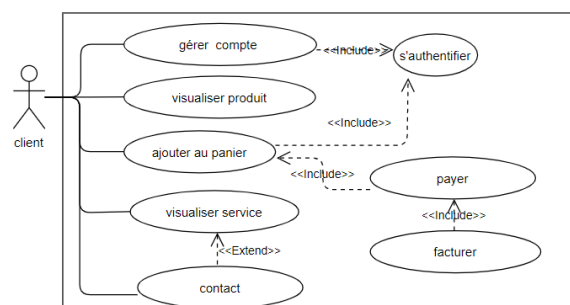 gérer compte
<<Include>>
s'authentifier
visualiser produit
client
<<Include>>
ajouter au panier
<<Include>>
payer
visualiser service
<<Include>>
<<Extend>>
facturer
contact